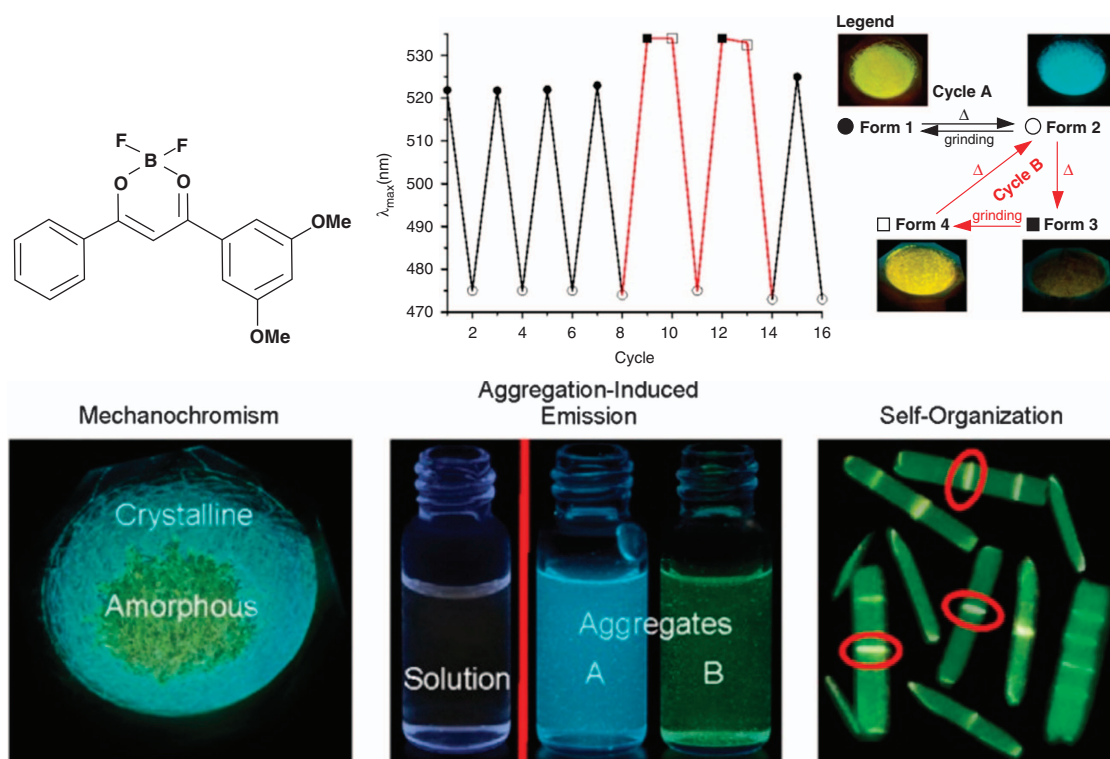 F
F
B
O
O
OMe
OMe
λmax(nm)
535
530
520
510
500
490
480
470
2
4
6
8
10
12
14
16
Cycle
Legend
Cycle A
Δ
Form 1
Form 2
grinding
Δ
Cycle B
Δ
grinding
Form 4
Form 3
Mechanochromism
Aggregation-Induced
Emission
Self-Organization
Crystalline
Amorphous
Solution
Aggregates
A
B